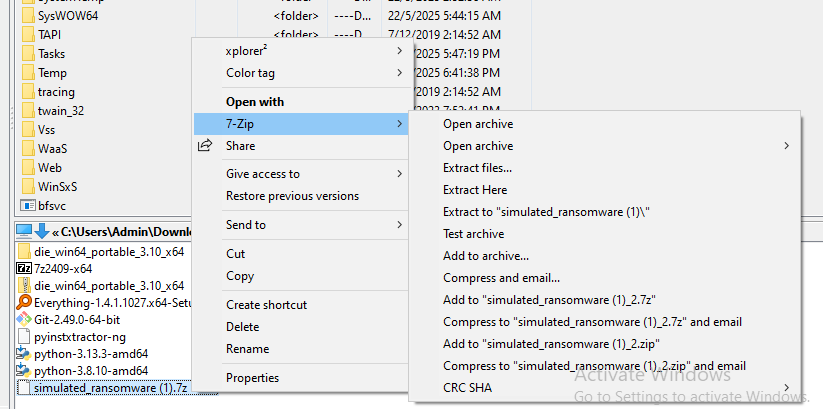 SysWOW64 <folder> ----D... 22/5/2025 5:44:15 AM
TAPI <folder> ----D... 7/12/2019 2:14:52 AM
Tasks 2025 5:47:19 PM
Temp 2025 6:41:38 PM
tracing 2019 2:14:52 AM
twain_32
Vss
WaaS
Web
WinSxS
bfsvc
xplorer²
Color tag
Open with
7-Zip
Share
Give access to
Restore previous versions
Send to
Cut
Copy
Create shortcut
Delete
Rename
Properties
Open archive
Open archive
Extract files...
Extract Here
Extract to "simulated_ransomware (1)\"
Test archive
Add to archive...
Compress and email...
Add to "simulated_ransomware (1)_2.7z"
Compress to "simulated_ransomware (1)_2.7z" and email
Add to "simulated_ransomware (1)_2.zip"
Compress to "simulated_ransomware (1)_2.zip" and email
CRC SHA
« C:\Users\Admin\Downlo
die_win64_portable_3.10_x64
7z 7z2409-x64
die_win64_portable_3.10_x64
Everything-1.4.1.1027.x64-Setu
Git-2.49.0-64-bit
pyinstxtractor-ng
python-3.13.3-amd64
python-3.8.10-amd64
simulated_ransomware (1).7z
Activate Windows
Go to Settings to activate Windows.